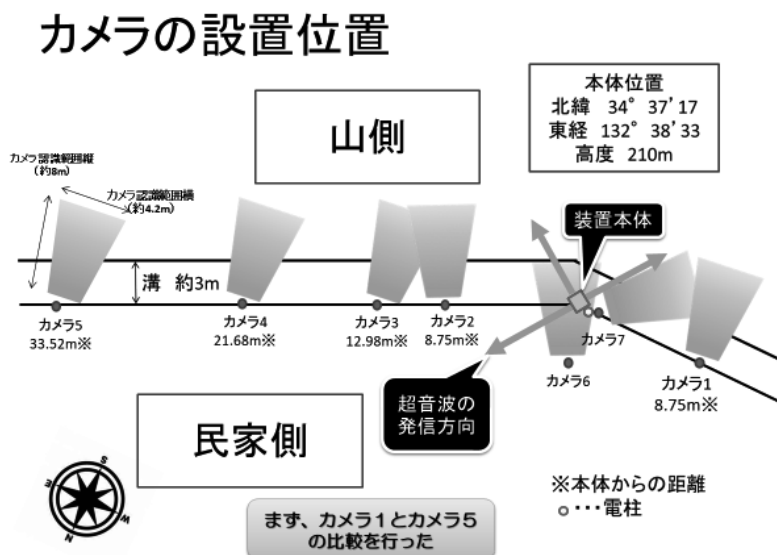 カメラの設置位置
本体位置
北緯 34° 37’17
東経 132° 38’33
高度 210m
山側
カメラ認識範囲縦
(約8m)
カメラ認識範囲横
(約4.2m)
装置本体
溝 約3m
カメラ5
33.52m※
カメラ4
21.68m※
カメラ3
12.98m※
カメラ2
8.75m※
カメラ7
カメラ6
カメラ1
8.75m※
超音波の
発信方向
民家側
S
E
W
N
※本体からの距離
○・・・電柱
まず、カメラ1とカメラ5
の比較を行った